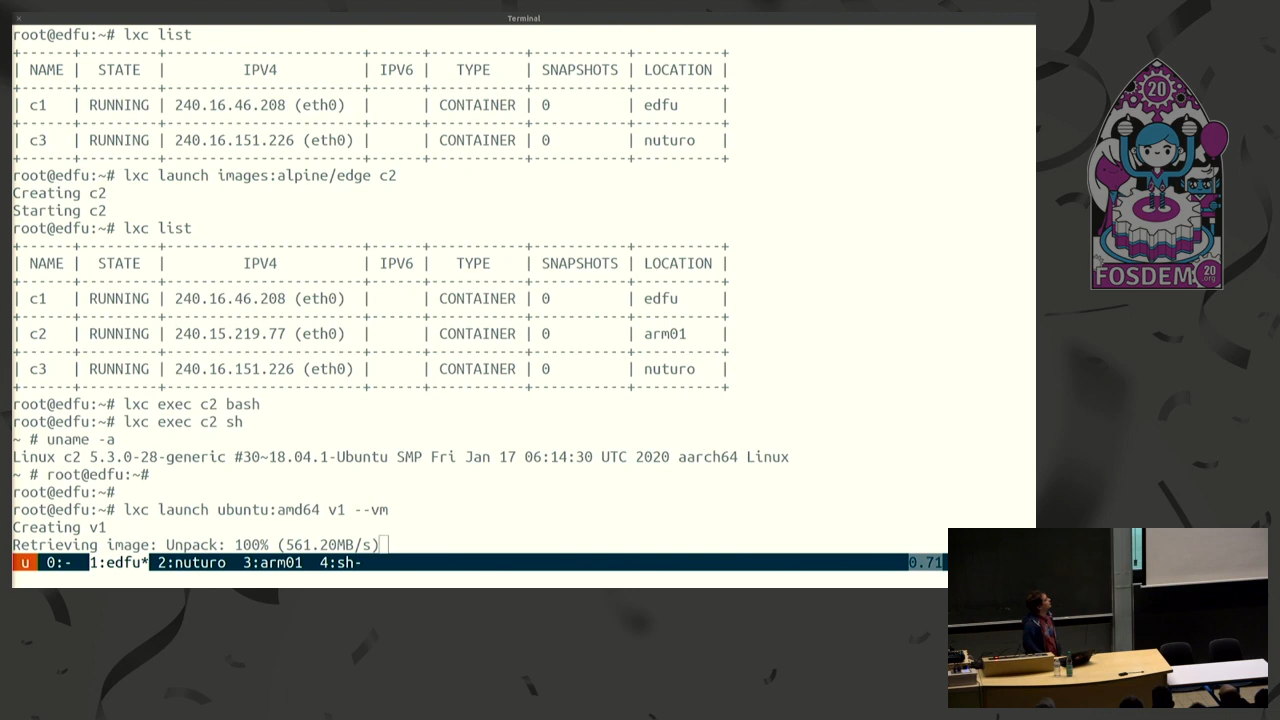 Terminal
root@edfu:~# lxc list
+------+---------+-----------------------+------+-----------+-----------+----------+
| NAME | STATE | IPV4 | IPV6 | TYPE | SNAPSHOTS | LOCATION |
+------+---------+-----------------------+------+-----------+-----------+----------+
| c1 | RUNNING | 240.16.46.208 (eth0) | | CONTAINER | 0 | edfu |
+------+---------+-----------------------+------+-----------+-----------+----------+
| c3 | RUNNING | 240.16.151.226 (eth0) | | CONTAINER | 0 | nuturo |
+------+---------+-----------------------+------+-----------+-----------+----------+
root@edfu:~# lxc launch images:alpine/edge c2
Creating c2
Starting c2
root@edfu:~# lxc list
+------+---------+-----------------------+------+-----------+-----------+----------+
| NAME | STATE | IPV4 | IPV6 | TYPE | SNAPSHOTS | LOCATION |
+------+---------+-----------------------+------+-----------+-----------+----------+
| c1 | RUNNING | 240.16.46.208 (eth0) | | CONTAINER | 0 | edfu |
+------+---------+-----------------------+------+-----------+-----------+----------+
| c2 | RUNNING | 240.15.219.77 (eth0) | | CONTAINER | 0 | arm01 |
+------+---------+-----------------------+------+-----------+-----------+----------+
| c3 | RUNNING | 240.16.151.226 (eth0) | | CONTAINER | 0 | nuturo |
+------+---------+-----------------------+------+-----------+-----------+----------+
root@edfu:~# lxc exec c2 bash
root@edfu:~# lxc exec c2 sh
~ # uname -a
Linux c2 5.3.0-28-generic #30~18.04.1-Ubuntu SMP Fri Jan 17 06:14:30 UTC 2020 aarch64 Linux
~ # root@edfu:~#
root@edfu:~#
root@edfu:~# lxc launch ubuntu:amd64 v1 --vm
Creating v1
Retrieving image: Unpack: 100% (561.20MB/s)
u 0:- 1:edfu* 2:nuturo 3:arm01 4:sh- 0.71
20
FOSDEM 20
.org